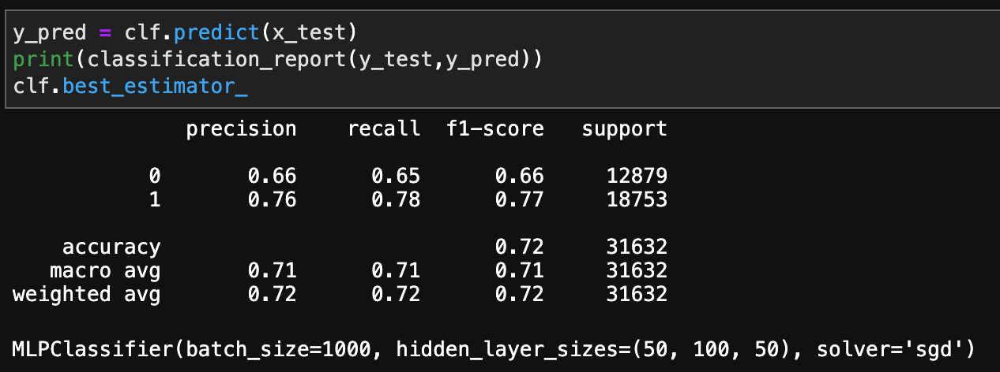 y_pred = clf.predict(x_test)
print(classification_report(y_test,y_pred))
clf.best_estimator_
precision recall f1-score support
0 0.66 0.65 0.66 12879
1 0.76 0.78 0.77 18753
accuracy 0.72 31632
macro avg 0.71 0.71 0.71 31632
weighted avg 0.72 0.72 0.72 31632
MLPClassifier(batch_size=1000, hidden_layer_sizes=(50, 100, 50), solver='sgd')